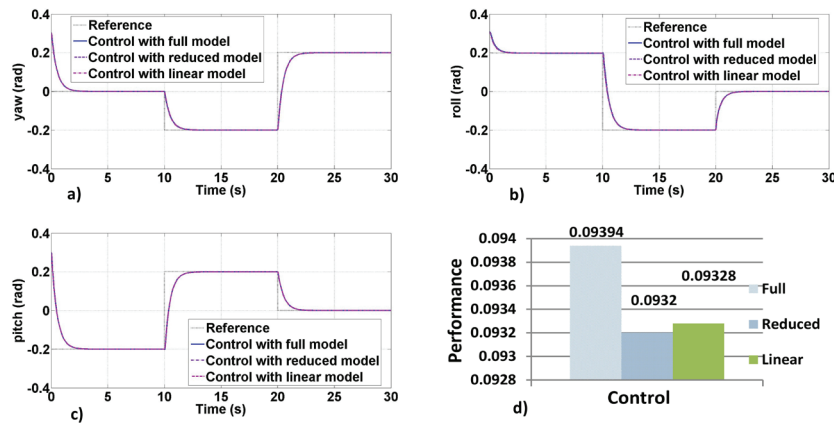 0.4
0.2
0
-0.2
-0.4
yaw (rad)
Reference
Control with full model
Control with reduced model
Control with linear model
0 5 10 15 20 25 30
Time (s)
a)
0.4
0.2
0
-0.2
-0.4
roll (rad)
Reference
Control with full model
Control with reduced model
Control with linear model
0 5 10 15 20 25 30
Time (s)
b)
0.4
0.2
0
-0.2
-0.4
pitch (rad)
Reference
Control with full model
Control with reduced model
Control with linear model
0 5 10 15 20 25 30
Time (s)
c)
0.094
0.0938
0.0936
0.0934
0.0932
0.093
0.0928
Performance
0.09394
0.0932
0.09328
Full
Reduced
Linear
Control
d)